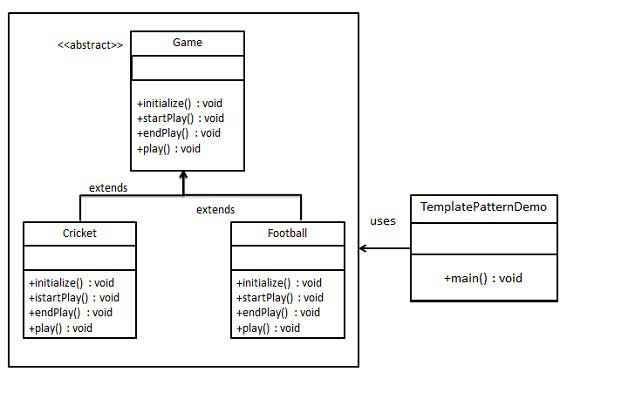 <<abstract>>
Game
+initialize() : void
+startPlay() : void
+endPlay() : void
+play() : void
extends
extends
Cricket
+initialize() : void
+istartPlay() : void
+endPlay() : void
+play() : void
Football
+initialize() : void
+startPlay() : void
+endPlay() : void
+play() : void
uses
TemplatePatternDemo
+main() : void